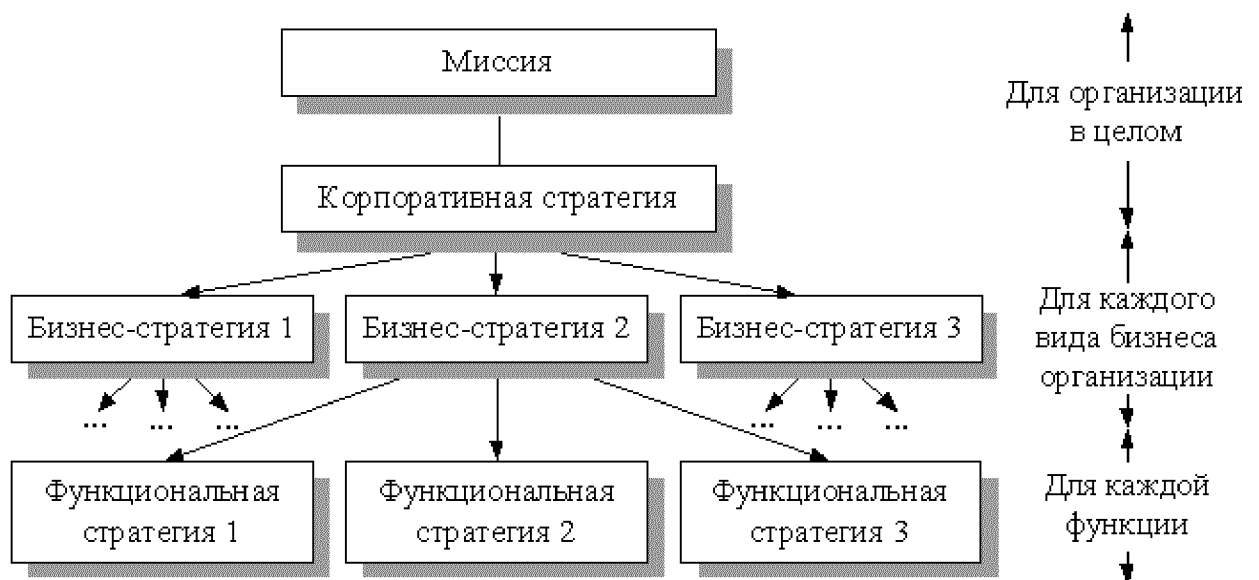 Миссия
Для организации
в целом
Корпоративная стратегия
Бизнес-стратегия 1
Бизнес-стратегия 2
Бизнес-стратегия 3
Для каждого
вида бизнеса
организации
... ... ...
... ... ...
Функциональная
стратегия 1
Функциональная
стратегия 2
Функциональная
стратегия 3
Для каждой
функции